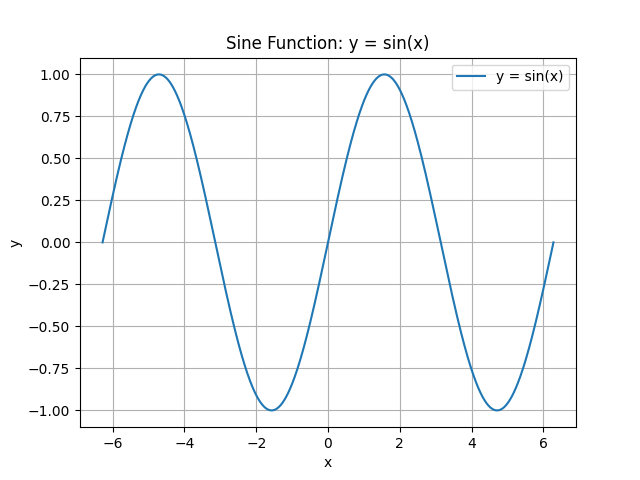 Sine Function: y = sin(x)
y = sin(x)
1.00
0.75
0.50
0.25
0.00
−0.25
−0.50
−0.75
−1.00
y
−6 −4 −2 0 2 4 6
x